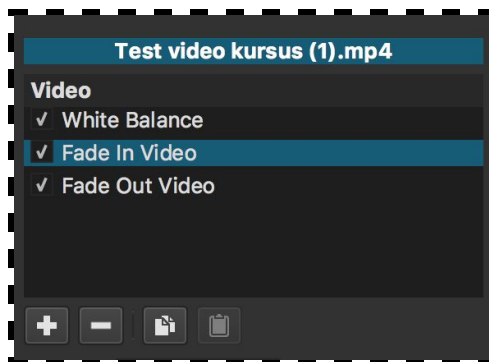 Test video kursus (1).mp4
Video
White Balance
Fade In Video
Fade Out Video